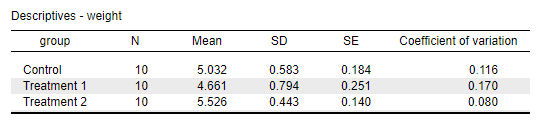 Descriptives - weight
group N Mean SD SE Coefficient of variation
Control 10 5.032 0.583 0.184 0.116
Treatment 1 10 4.661 0.794 0.251 0.170
Treatment 2 10 5.526 0.443 0.140 0.080